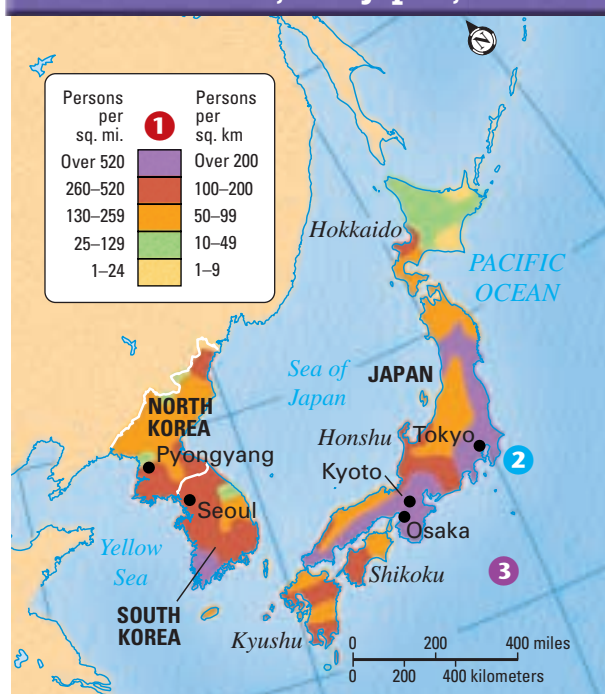 N
Persons
per
sq. mi.
1
Persons
per
sq. km
Over 520 Over 200
260–520 100–200
130–259 50–99
25–129 10–49
1–24 1–9
Hokkaido
PACIFIC
OCEAN
Sea of
Japan
JAPAN
NORTH
KOREA
Honshu
Tokyo
Pyongyang
Kyoto
2
Seoul
Osaka
Yellow
Sea
Shikoku
3
SOUTH
KOREA
Kyushu
0 200 400 miles
0 200 400 kilometers